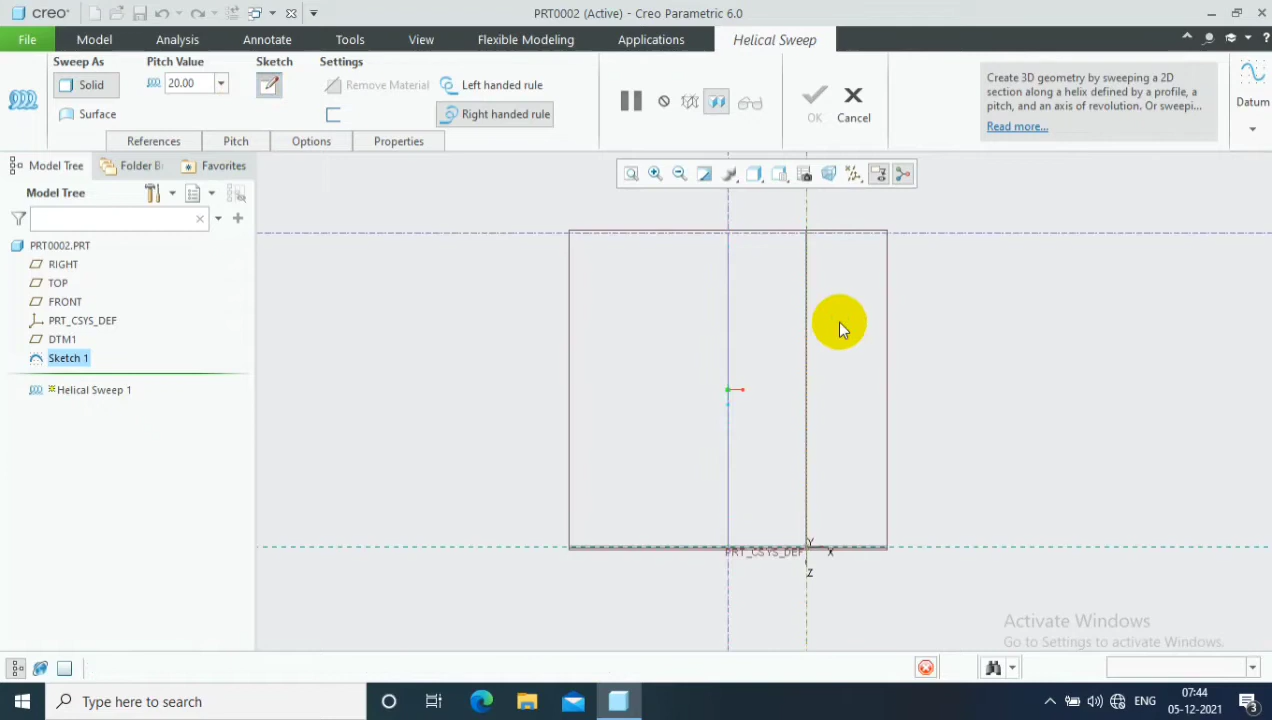 creo
PRT0002 (Active) - Creo Parametric 6.0
File
Model
Analysis
Annotate
Tools
View
Flexible Modeling
Applications
Helical Sweep
Sweep As
Pitch Value
Sketch
Settings
Solid
20.00
Remove Material
Left handed rule
Surface
Right handed rule
OK
Cancel
Create 3D geometry by sweeping a 2D
section along a helix defined by a profile, a
pitch, and an axis of revolution. Or sweepi...
Read more...
Datum
References
Pitch
Options
Properties
Model Tree
Folder B
Favorites
Model Tree
PRT0002.PRT
RIGHT
TOP
FRONT
PRT_CSYS_DEF
DTM1
Sketch 1
Helical Sweep 1
PRT_CSYS_DEF
Y
X
Z
Activate Windows
Go to Settings to activate Windows.
Type here to search
ENG
07:44
05-12-2021
3